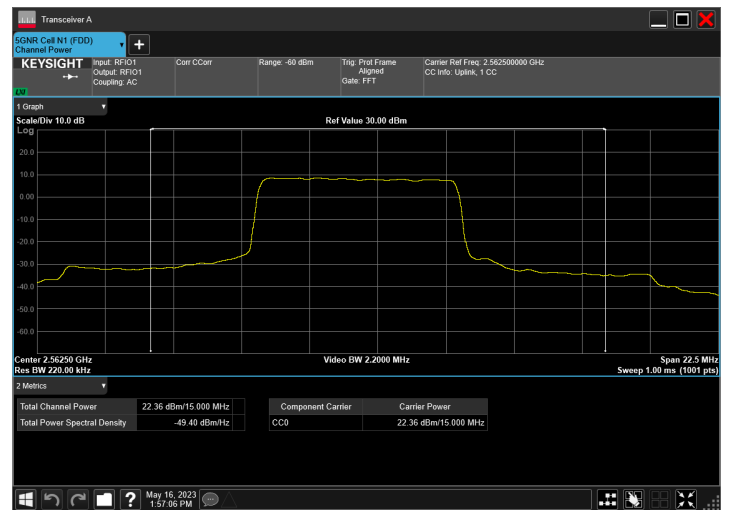 Transceiver A
5GNR Cell N1 (FDD)
Channel Power
KEYSIGHT
LXI
Input: RFIO1
Output: RFIO1
Coupling: AC
Corr CCorr
Range: -60 dBm
Trig: Prot Frame
Aligned
Gate: FFT
Carrier Ref Freq: 2.562500000 GHz
CC Info: Uplink, 1 CC
1 Graph
Scale/Div 10.0 dB
Ref Value 30.00 dBm
Log
20.0
10.0
0.00
-10.0
-20.0
-30.0
-40.0
-50.0
-60.0
Center 2.56250 GHz
Video BW 2.2000 MHz
Span 22.5 MHz
Res BW 220.00 kHz
Sweep 1.00 ms (1001 pts)
2 Metrics
Total Channel Power 22.36 dBm/15.000 MHz
Total Power Spectral Density -49.40 dBm/Hz
Component Carrier Carrier Power
CC0 22.36 dBm/15.000 MHz
?
May 16, 2023
1:57:06 PM